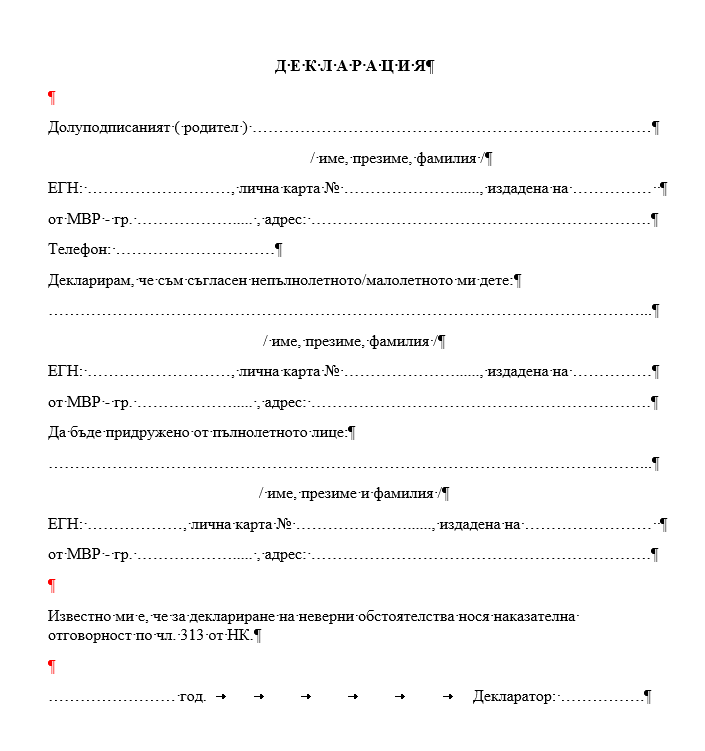 Д Е К Л А Р А Ц И Я¶
¶
Долуподписаният ( родител ) ……………………………………………………………………¶
/ име, презиме, фамилия /¶
ЕГН: ………………………, лична карта № ………………….....…, издадена на …………… ¶
от МВР - гр. ………………..... , адрес: …………………………………………………………¶
Телефон: …………………………¶
Декларирам, че съм съгласен непълнолетното/малолетното ми дете:¶
……………………………………………………………………………………………………..¶
/ име, презиме, фамилия /¶
ЕГН: ………………………, лична карта № ………………….....…, издадена на ……………¶
от МВР - гр. ………………..... , адрес: …………………………………………………………¶
Да бъде придружено от пълнолетното лице:¶
……………………………………………………………………………………………………..¶
/ име, презиме и фамилия /¶
ЕГН: ………………, лична карта № ………………….....…, издадена на …………………… ¶
от МВР - гр. ………………..... , адрес: …………………………………………………………¶
¶
Известно ми е, че за деклариране на неверни обстоятелства нося наказателна
отговорност по чл. 313 от НК.¶
¶
…………………… год. → → → → → → Декларатор: …………….¶